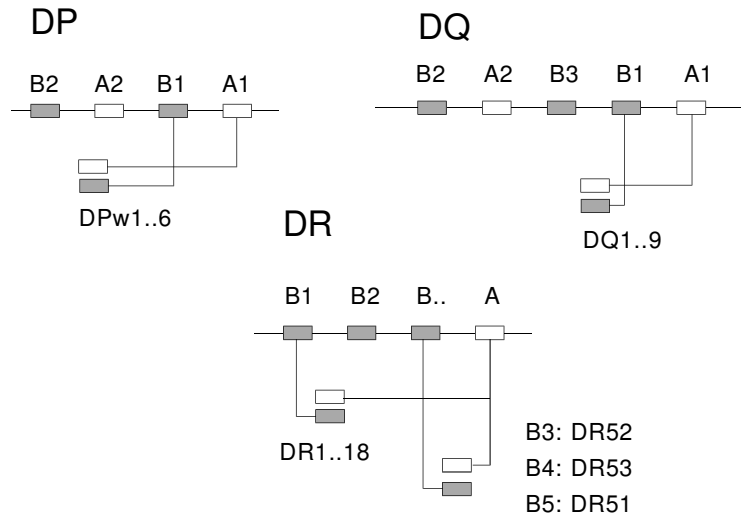 DP
B2 A2 B1 A1
DPw1..6
DQ
B2 A2 B3 B1 A1
DQ1..9
DR
B1 B2 B.. A
DR1..18
B3: DR52
B4: DR53
B5: DR51